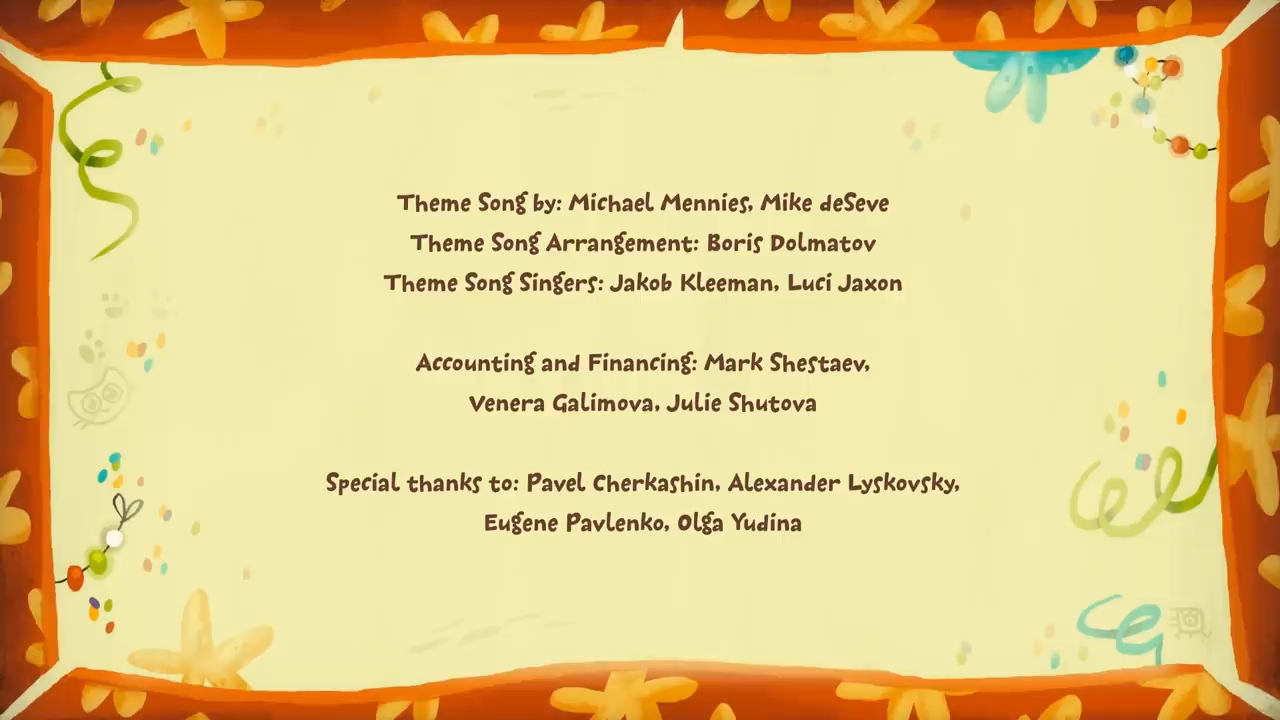 Theme Song by: Michael Mennies, Mike deSeve
Theme Song Arrangement: Boris Dolmatov
Theme Song Singers: Jakob Kleeman, Luci Jaxon
Accounting and Financing: Mark Shestaev,
Venera Galimova, Julie Shutova
Special thanks to: Pavel Cherkashin, Alexander Lyskovsky,
Eugene Pavlenko, Olga Yudina